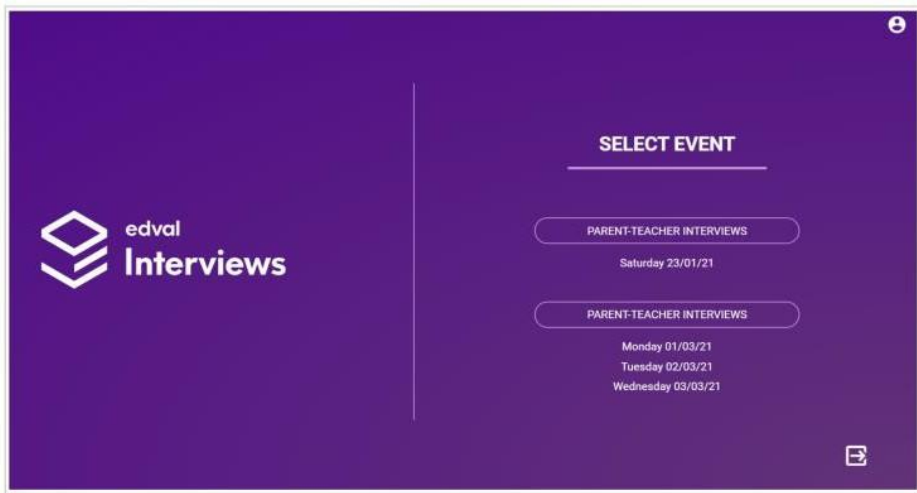 edval
Interviews
SELECT EVENT
PARENT-TEACHER INTERVIEWS
Saturday 23/01/21
PARENT-TEACHER INTERVIEWS
Monday 01/03/21
Tuesday 02/03/21
Wednesday 03/03/21